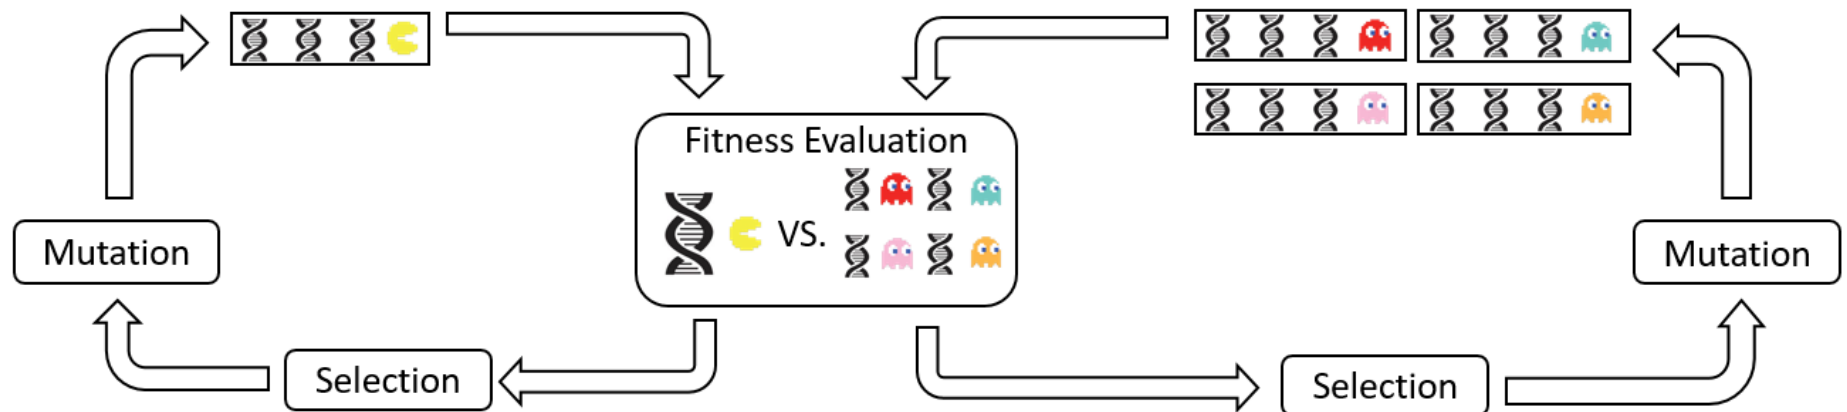 Fitness Evaluation
VS.
Mutation
Mutation
Selection
Selection